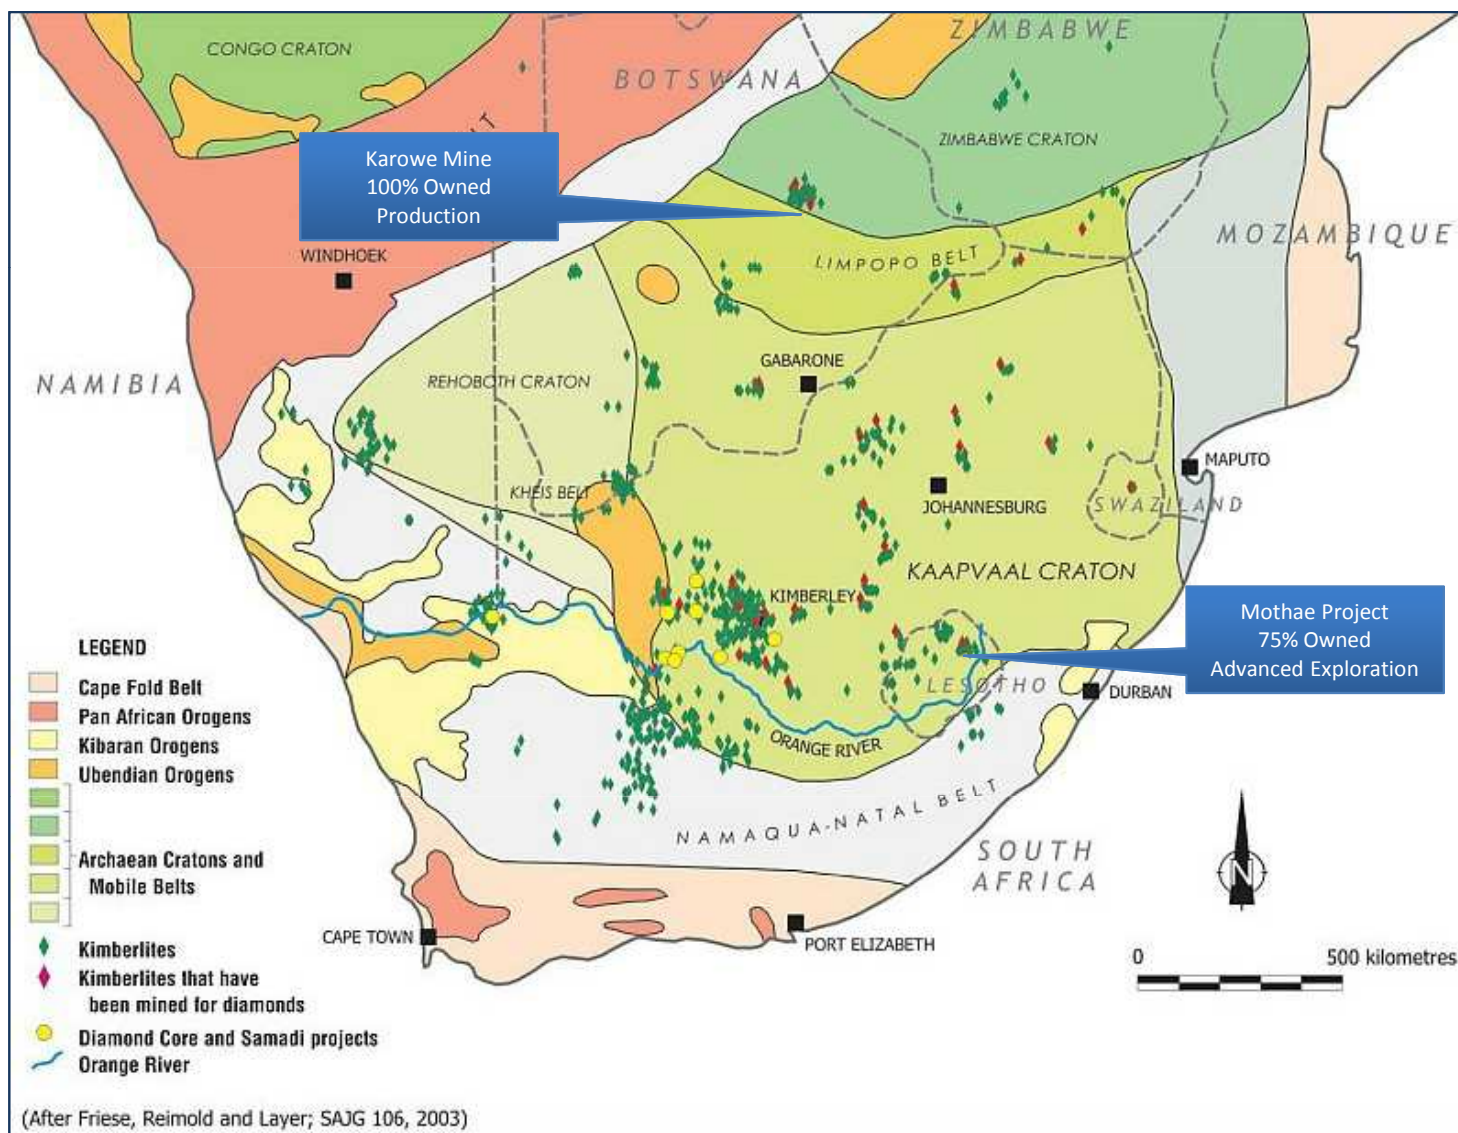 CONGO CRATON
ZIMBABWE
BOTSWANA
ZIMBABWE CRATON
Karowe Mine
100% Owned
Production
MOZAMBIQUE
WINDHOEK
LIMPOPO BELT
NAMIBIA
GABARONE
REHOBOTH CRATON
MAPUTO
KHEIS BELT
JOHANNESBURG
SWAZILAND
KAAPVAAL CRATON
KIMBERLEY
Mothae Project
75% Owned
Advanced Exploration
LESOTHO
DURBAN
ORANGE RIVER
NAMAQUA-NATAL BELT
SOUTH
AFRICA
CAPE TOWN
PORT ELIZABETH
N
0 500 kilometres
LEGEND
Cape Fold Belt
Pan African Orogens
Kibaran Orogens
Ubendian Orogens
Archaean Cratons and
Mobile Belts
Kimberlites
Kimberlites that have
been mined for diamonds
Diamond Core and Samadi projects
Orange River
(After Friese, Reimold and Layer; SAJG 106, 2003)